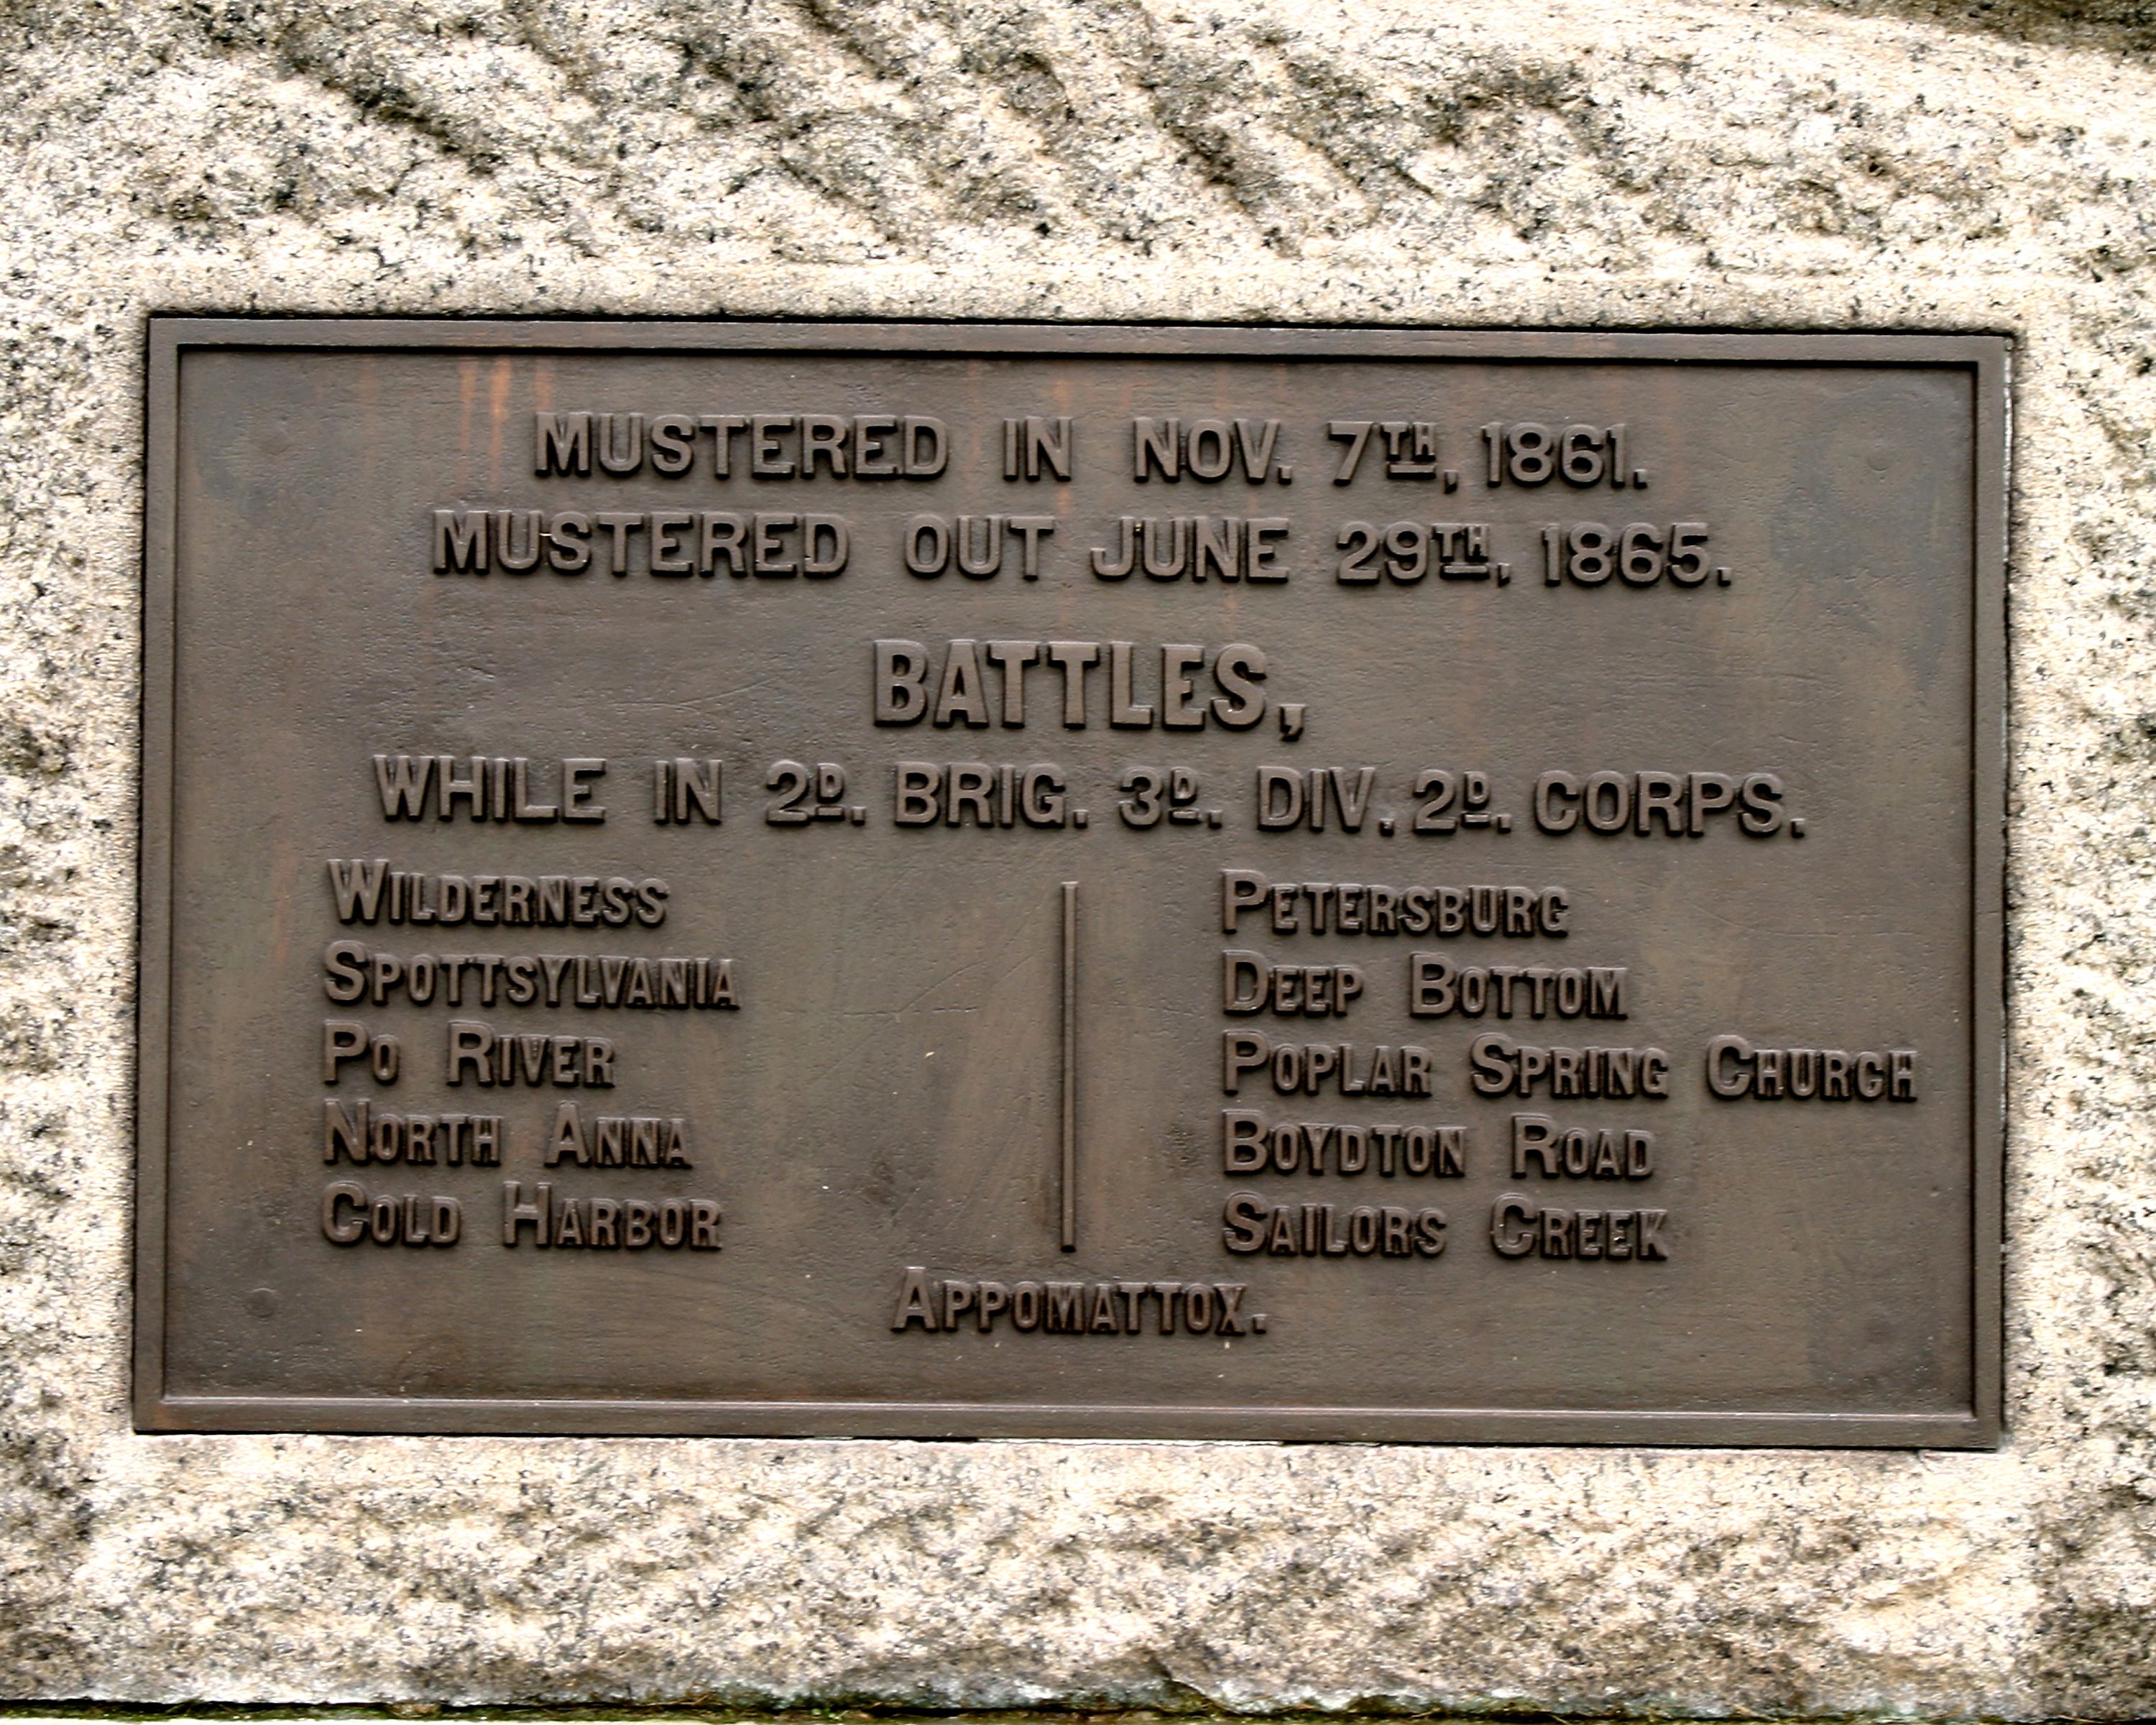 MUSTERED IN NOV. 7TH, 1861.
MUSTERED OUT JUNE 29TH, 1865.
BATTLES,
WHILE IN 2D. BRIG. 3D. DIV. 2D. CORPS.
WILDERNESS
SPOTTSYLVANIA
PO RIVER
NORTH ANNA
COLD HARBOR
PETERSBURG
DEEP BOTTOM
POPLAR SPRING CHURCH
BOYDTON ROAD
SAILORS CREEK
APPOMATTOX.